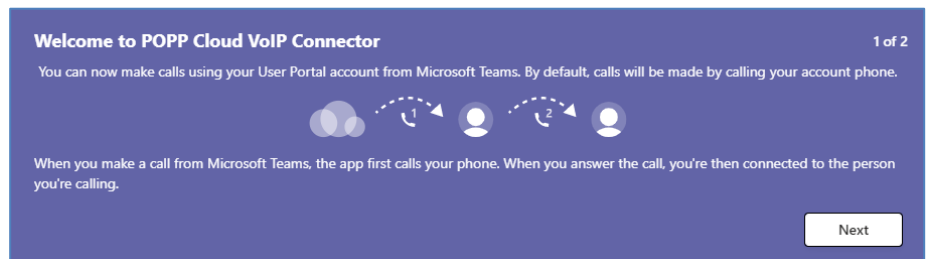 Welcome to POPP Cloud VoIP Connector
1 of 2
You can now make calls using your User Portal account from Microsoft Teams. By default, calls will be made by calling your account phone.
1
2
When you make a call from Microsoft Teams, the app first calls your phone. When you answer the call, you're then connected to the person
you're calling.
Next